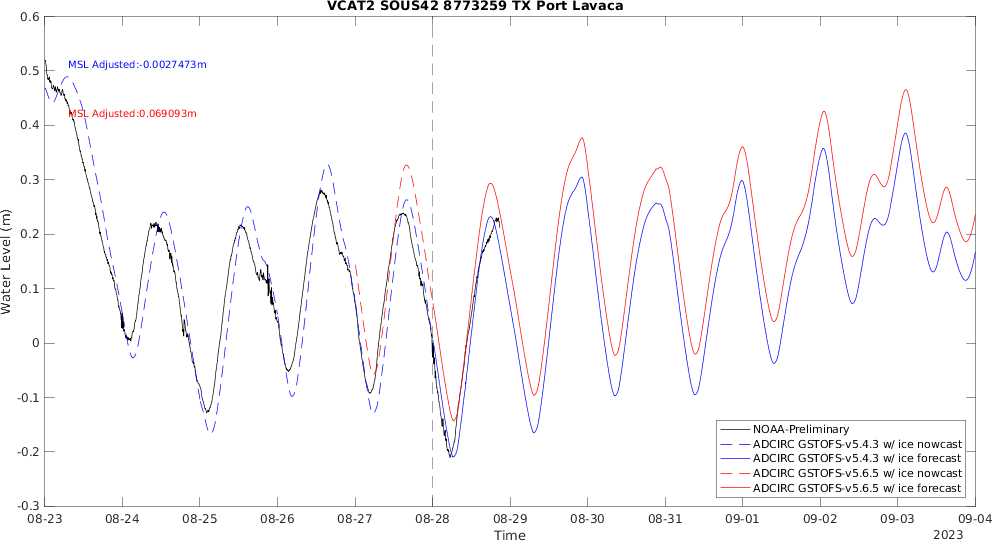 VCAT2 SOUS42 8773259 TX Port Lavaca
0.6
0.5
0.4
0.3
0.2
0.1
0
-0.1
-0.2
-0.3
Water Level (m)
MSL Adjusted:-0.0027473m
MSL Adjusted:0.069093m
NOAA-Preliminary
ADCIRC GSTOFS-v5.4.3 w/ ice nowcast
ADCIRC GSTOFS-v5.4.3 w/ ice forecast
ADCIRC GSTOFS-v5.6.5 w/ ice nowcast
ADCIRC GSTOFS-v5.6.5 w/ ice forecast
08-23 08-24 08-25 08-26 08-27 08-28 08-29 08-30 08-31 09-01 09-02 09-03 09-04
Time
2023